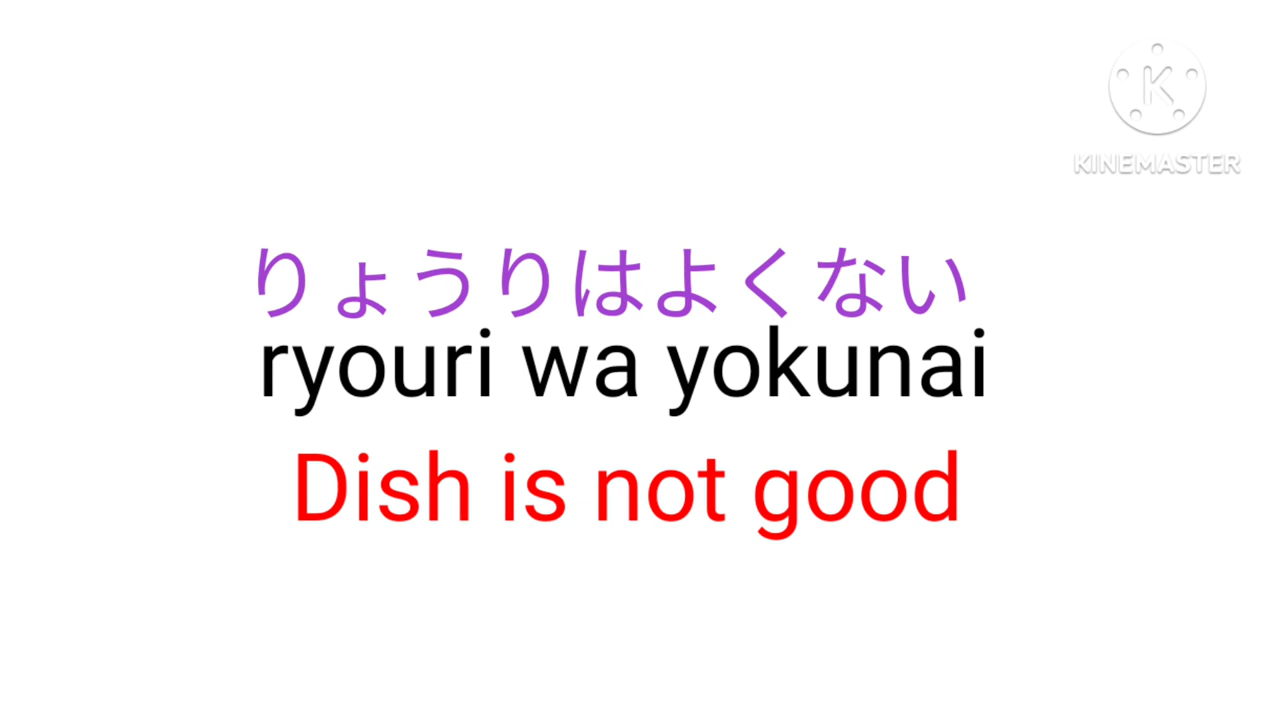 K
KINEMASTER
りょうりはよくない
ryouri wa yokunai
Dish is not good